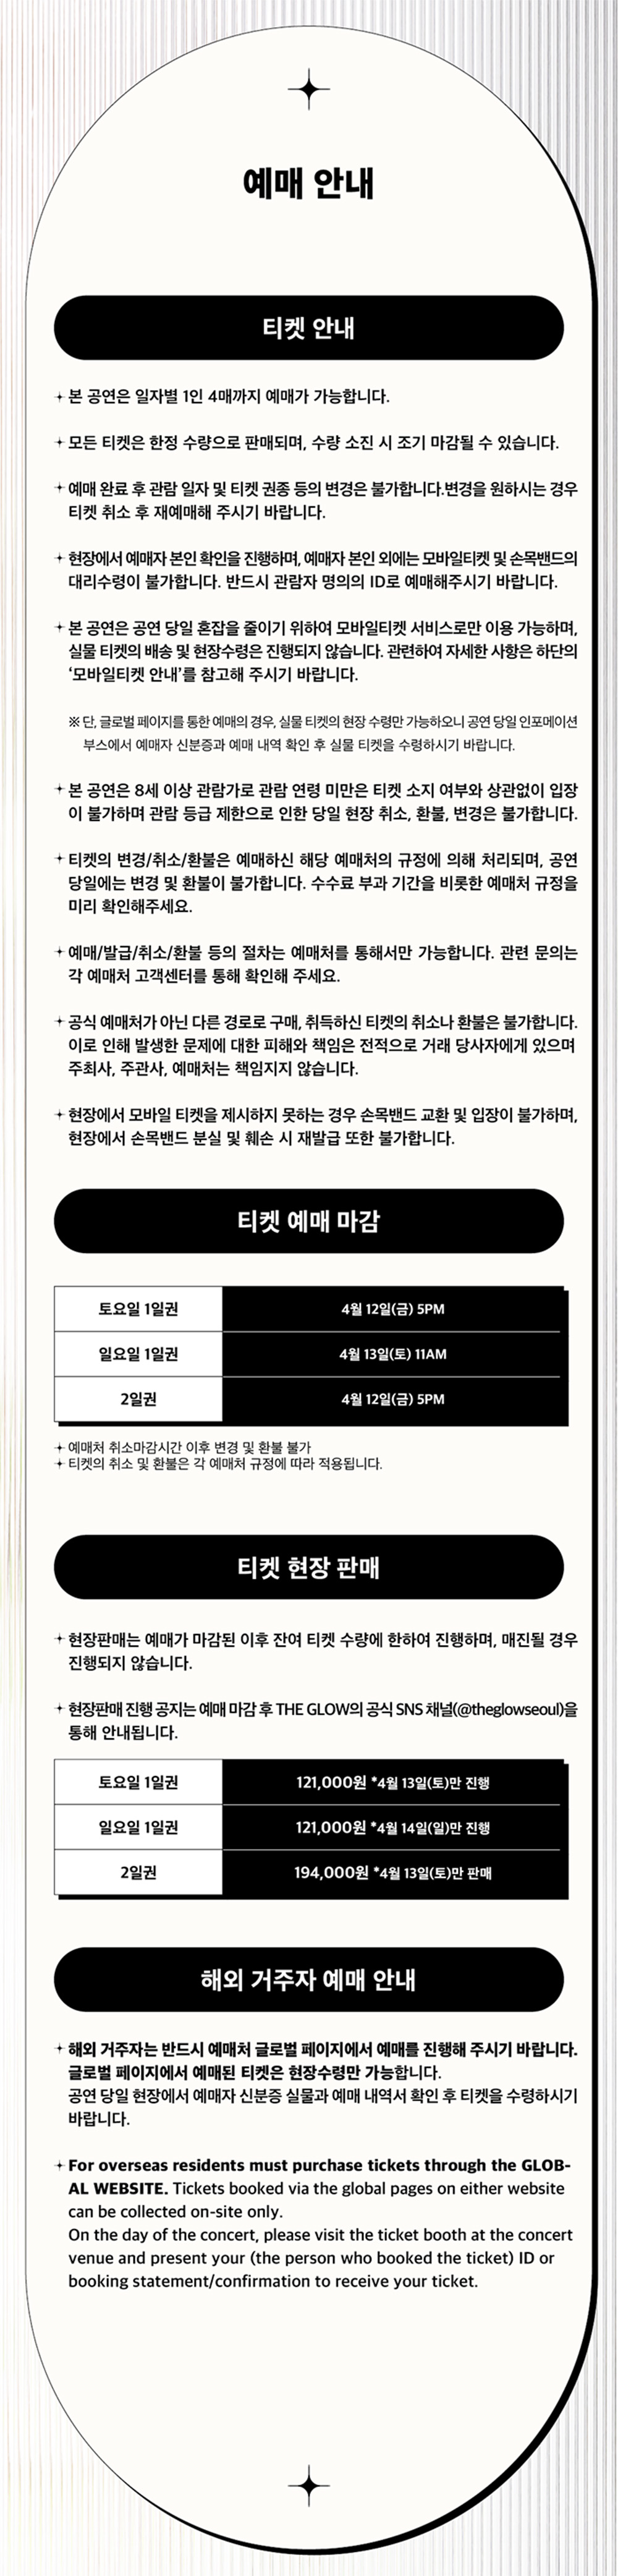 예매 안내
티켓 안내
본 공연은 일자별 1인 4매까지 예매가 가능합니다.
모든 티켓은 한정 수량으로 판매되며, 수량 소진 시 조기 마감될 수 있습니다.
예매 완료 후 관람 일자 및 티켓 권종 등의 변경은 불가합니다.변경을 원하시는 경우
티켓 취소 후 재예매해 주시기 바랍니다.
현장에서 예매자 본인 확인을 진행하며, 예매자 본인 외에는 모바일티켓 및 손목밴드의
대리수령이 불가합니다. 반드시 관람자 명의의 ID로 예매해주시기 바랍니다.
본 공연은 공연 당일 혼잡을 줄이기 위하여 모바일티켓 서비스로만 이용 가능하며,
실물 티켓의 배송 및 현장수령은 진행되지 않습니다. 관련하여 자세한 사항은 하단의
‘모바일티켓 안내’를 참고해 주시기 바랍니다.
※ 단, 글로벌 페이지를 통한 예매의 경우, 실물 티켓의 현장 수령만 가능하오니 공연 당일 인포메이션
부스에서 예매자 신분증과 예매 내역 확인 후 실물 티켓을 수령하시기 바랍니다.
본 공연은 8세 이상 관람가로 관람 연령 미만은 티켓 소지 여부와 상관없이 입장
이 불가하며 관람 등급 제한으로 인한 당일 현장 취소, 환불, 변경은 불가합니다.
티켓의 변경/취소/환불은 예매하신 해당 예매처의 규정에 의해 처리되며, 공연
당일에는 변경 및 환불이 불가합니다. 수수료 부과 기간을 비롯한 예매처 규정을
미리 확인해주세요.
예매/발급/취소/환불 등의 절차는 예매처를 통해서만 가능합니다. 관련 문의는
각 예매처 고객센터를 통해 확인해 주세요.
공식 예매처가 아닌 다른 경로로 구매, 취득하신 티켓의 취소나 환불은 불가합니다.
이로 인해 발생한 문제에 대한 피해와 책임은 전적으로 거래 당사자에게 있으며
주최사, 주관사, 예매처는 책임지지 않습니다.
현장에서 모바일 티켓을 제시하지 못하는 경우 손목밴드 교환 및 입장이 불가하며,
현장에서 손목밴드 분실 및 훼손 시 재발급 또한 불가합니다.
티켓 예매 마감
토요일 1일권 4월 12일(금) 5PM
일요일 1일권 4월 13일(토) 11AM
2일권 4월 12일(금) 5PM
예매처 취소마감시간 이후 변경 및 환불 불가
티켓의 취소 및 환불은 각 예매처 규정에 따라 적용됩니다.
티켓 현장 판매
현장판매는 예매가 마감된 이후 잔여 티켓 수량에 한하여 진행하며, 매진될 경우
진행되지 않습니다.
현장판매 진행 공지는 예매 마감 후 THE GLOW의 공식 SNS 채널(@theglowseoul)을
통해 안내됩니다.
토요일 1일권 121,000원 *4월 13일(토)만 진행
일요일 1일권 121,000원 *4월 14일(일)만 진행
2일권 194,000원 *4월 13일(토)만 판매
해외 거주자 예매 안내
해외 거주자는 반드시 예매처 글로벌 페이지에서 예매를 진행해 주시기 바랍니다.
글로벌 페이지에서 예매된 티켓은 현장수령만 가능합니다.
공연 당일 현장에서 예매자 신분증 실물과 예매 내역서 확인 후 티켓을 수령하시기
바랍니다.
For overseas residents must purchase tickets through the GLOB-
AL WEBSITE. Tickets booked via the global pages on either website
can be collected on-site only.
On the day of the concert, please visit the ticket booth at the concert
venue and present your (the person who booked the ticket) ID or
booking statement/confirmation to receive your ticket.